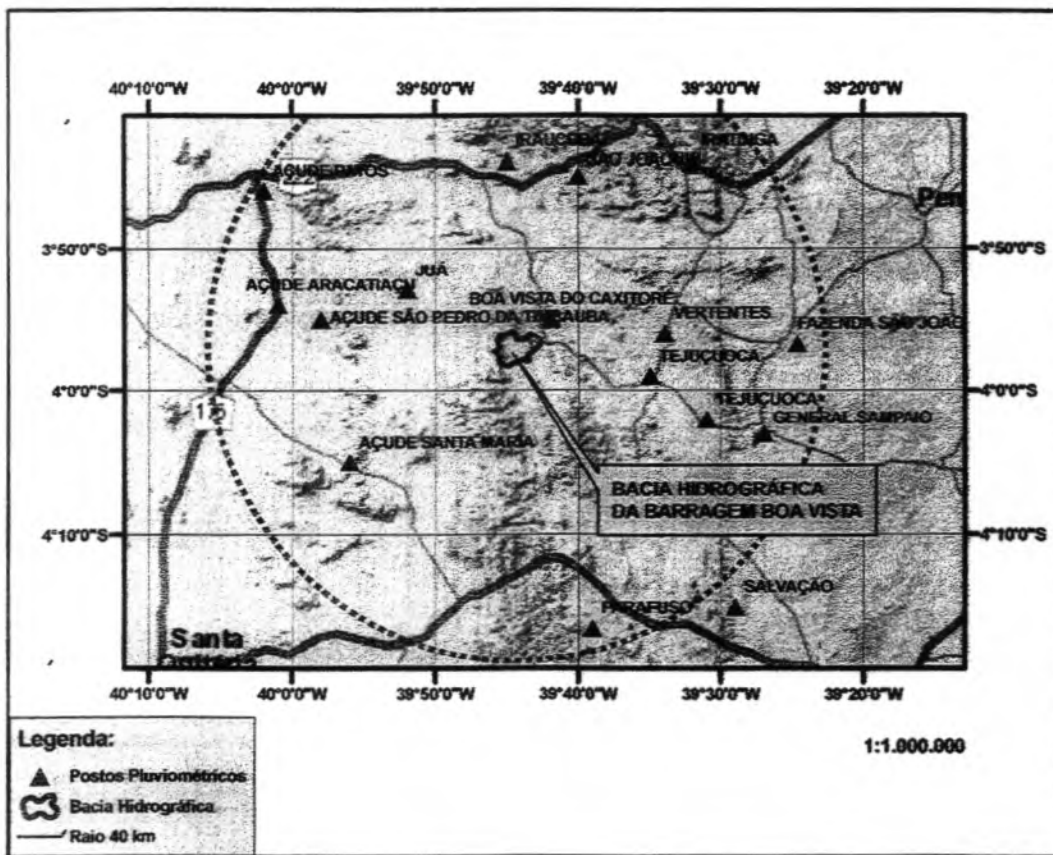 40°10'0"W 40°0'0"W 39°50'0"W 39°40'0"W 39°30'0"W 39°20'0"W
IRATINGA
SÃO JOAQUIM
AÇUDE PATOS
3°50'0"S 3°50'0"S
JUÁ
AÇUDE ARACATIAÇU
BOA VISTA DO CAXITORÉ
AÇUDE SÃO PEDRO DA TIMBAUBA
VERTENTES
FAZENDA SÃO JOAO
TEJUÇUOCA
4°0'0"S 4°0'0"S
TEJUÇUOCA
175
GENERAL SAMPAIO
AÇUDE SANTA MARIA
BACIA HIDROGRÁFICA
DA BARRAGEM BOA VISTA
4°10'0"S 4°10'0"S
SALVAÇÃO
PARAFUSO
Santa
40°10'0"W 40°0'0"W 39°50'0"W 39°40'0"W 39°30'0"W 39°20'0"W
Legenda:
1:1.000.000
Postos Pluviométricos
Bacia Hidrográfica
Raio 40 km